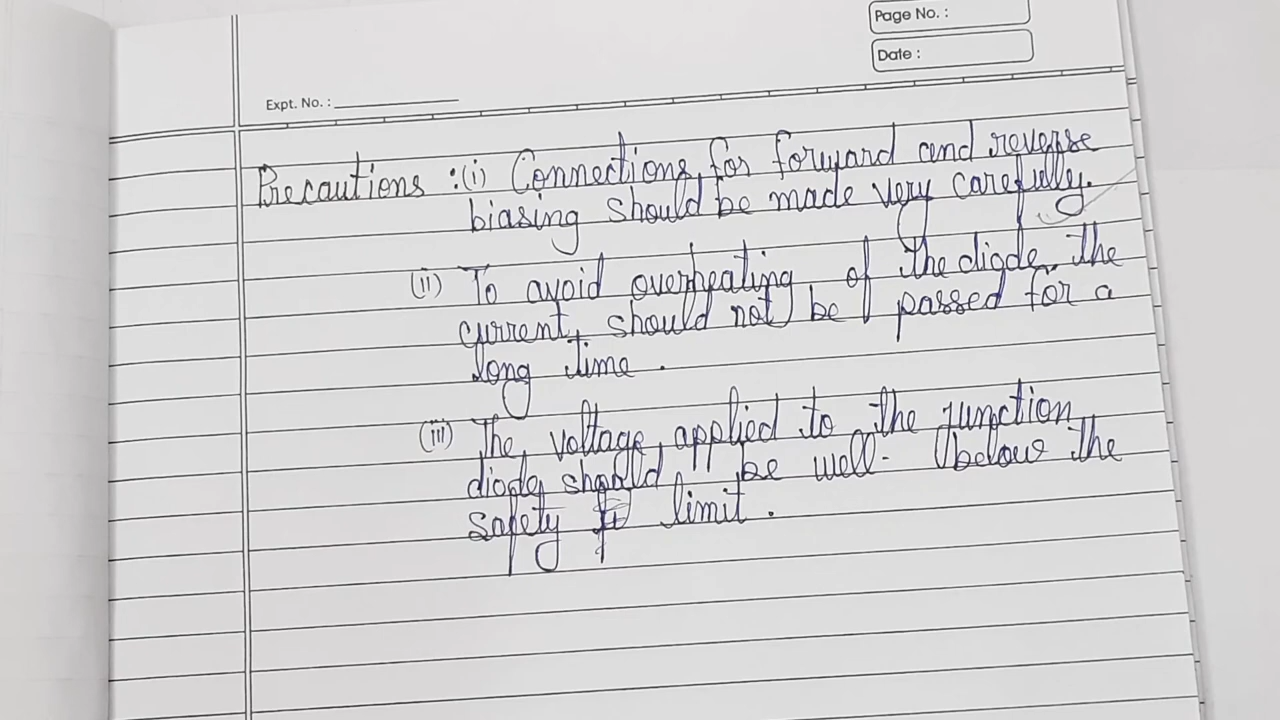 Page No. :
Date :
Expt. No. :
Precautions :(i) Connections for forward and reverse
biasing should be made very carefully.
(ii) To avoid overheating of the diode, the
current should not be passed for a
long time.
(iii) The voltage applied to the junction
diode should be well- below the
safety limit.